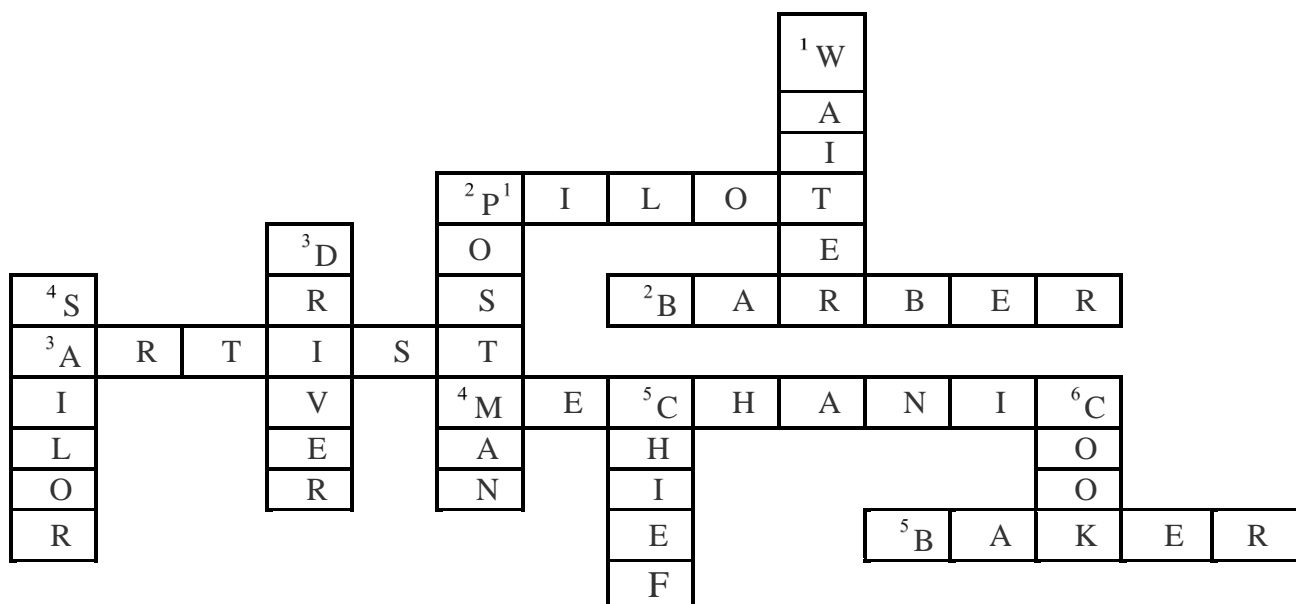 ¹W
A
I
²P¹ I L O T
³D O E
⁴S R S ²B A R B E R
³A R T I S T
I V ⁴M E ⁵C H A N I ⁶C
L E A H O
O R N I O
R E ⁵B A K E R
F